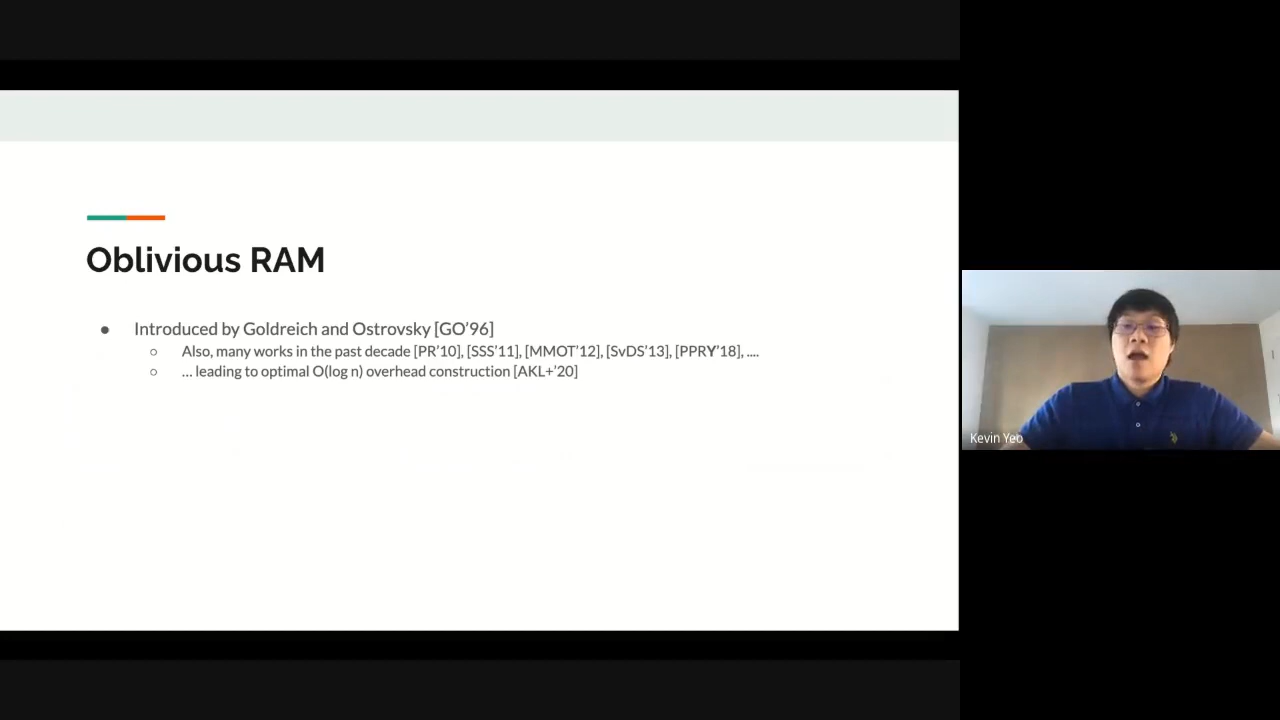 Oblivious RAM
● Introduced by Goldreich and Ostrovsky [GO’96]
○ Also, many works in the past decade [PR’10], [SSS’11], [MMOT’12], [SvDS’13], [PPRY’18], ....
○ ... leading to optimal O(log n) overhead construction [AKL+’20]
Kevin Yeo